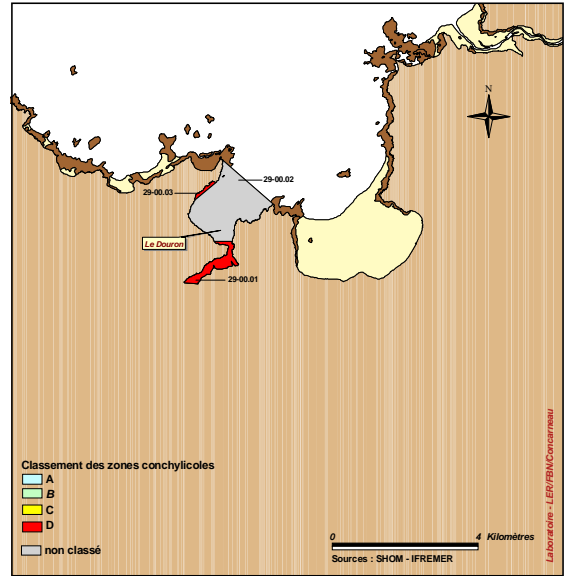 N
29-00.02
29-00.03
Le Douron
29-00.01
Classement des zones conchylicoles
A
B
C
D
non classé
0 4 Kilomètres
Sources : SHOM - IFREMER
Laboratoire - LER/FBN/Concarneau